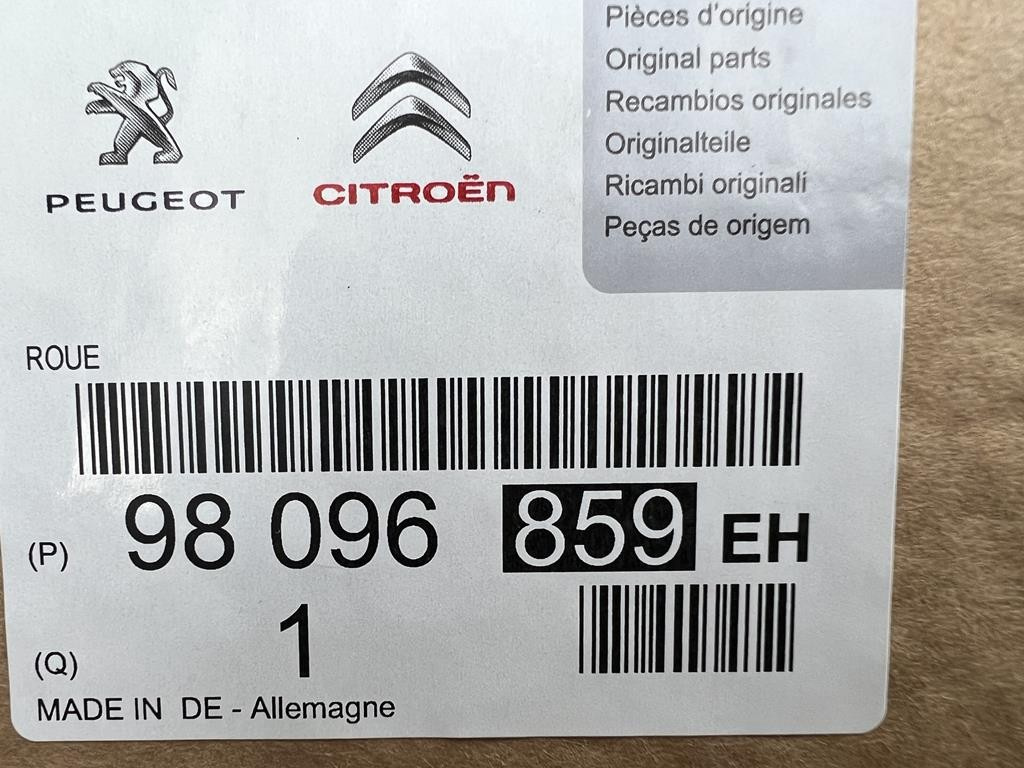 Pièces d'origine
Original parts
Recambios originales
Originalteile
Ricambi originali
Peças de origem
PEUGEOT CITROËN
ROUE
(P) 98 096 859 EH
(Q) 1
MADE IN DE - Allemagne